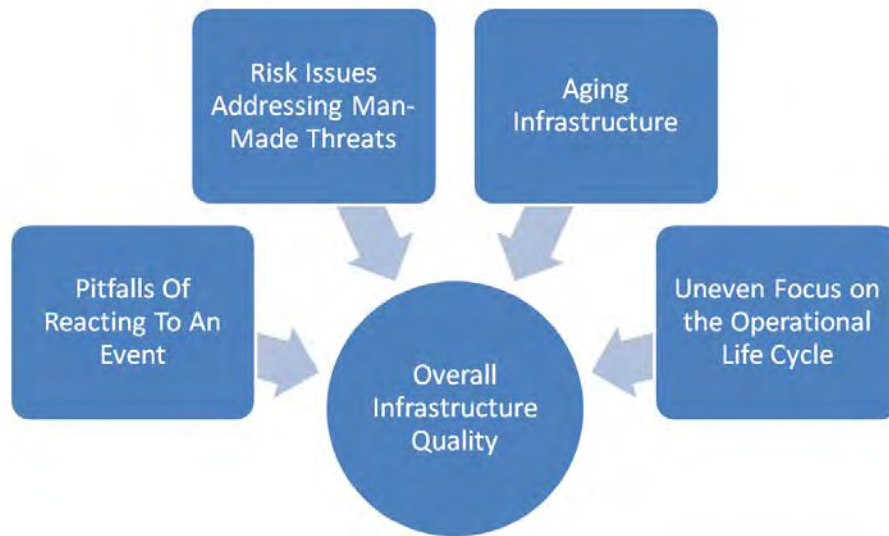 Risk Issues
Addressing Man-
Made Threats
Aging
Infrastructure
Pitfalls Of
Reacting To An
Event
Uneven Focus on
the Operational
Life Cycle
Overall
Infrastructure
Quality